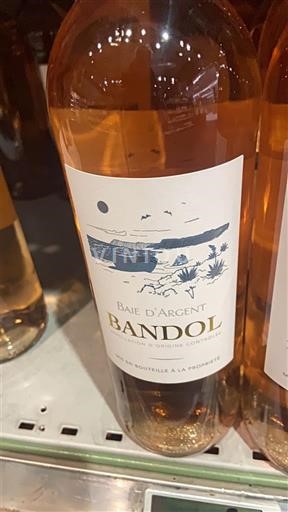 BAIE D'ARGENT
BANDOL
APPELLATION D'ORIGINE CONTRÔLÉE
MIS EN BOUTEILLE À LA PROPRIÉTÉ